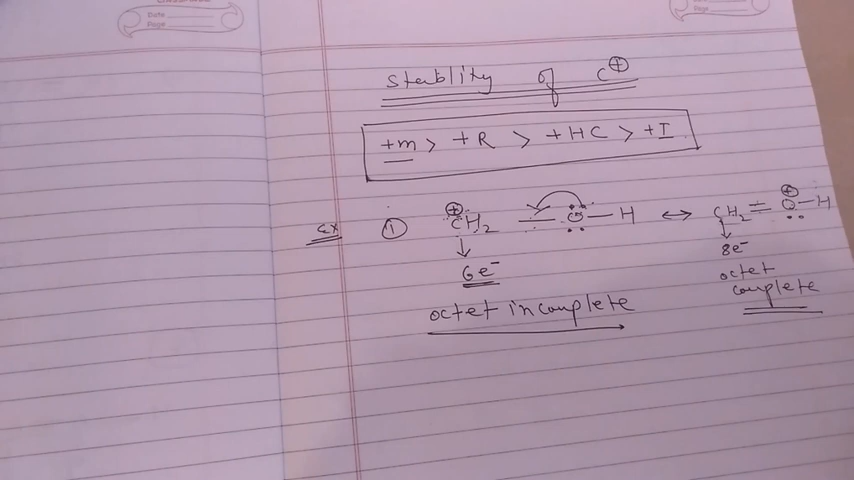 Date
Page
Stablity of C⊕
+m > +R > +HC > +I
Ex ① ⊕CH₂ — Ö — H ↔ CH₂ = O⊕ — H
6e⁻ 8e⁻
octet incomplete octet complete